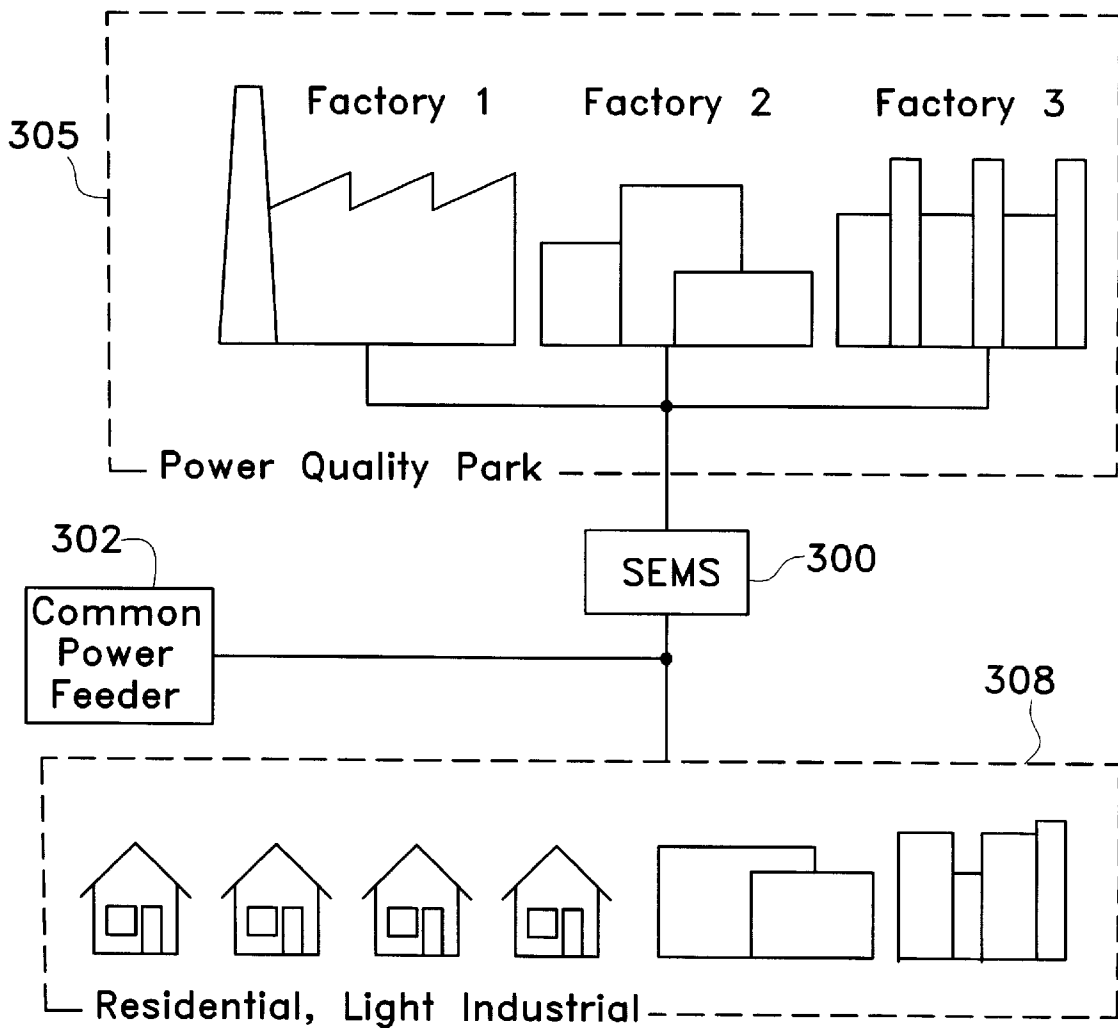 Factory 1
Factory 2
Factory 3
305
Power Quality Park
302
SEMS
300
Common
Power
Feeder
308
Residential, Light Industrial